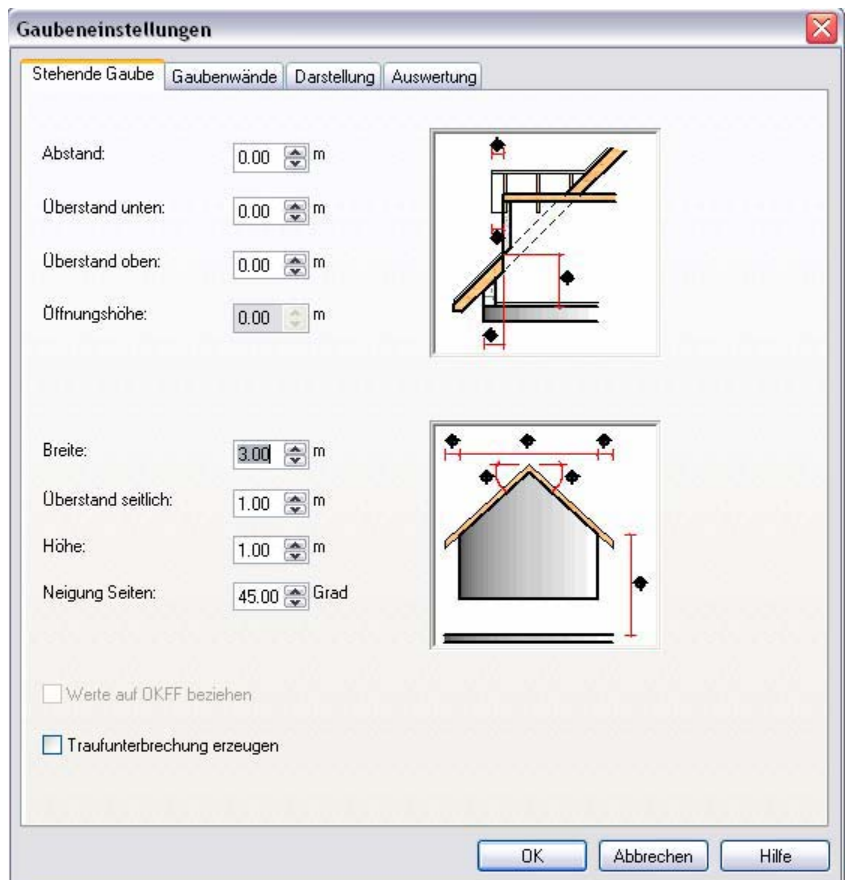 Gaubeneinstellungen
Stehende Gaube Gaubenwände Darstellung Auswertung
Abstand: 0.00 m
Überstand unten: 0.00 m
Überstand oben: 0.00 m
Öffnungshöhe: 0.00 m
Breite: 3.00 m
Überstand seitlich: 1.00 m
Höhe: 1.00 m
Neigung Seiten: 45.00 Grad
Werte auf OKFF beziehen
Traufunterbrechung erzeugen
OK Abbrechen Hilfe